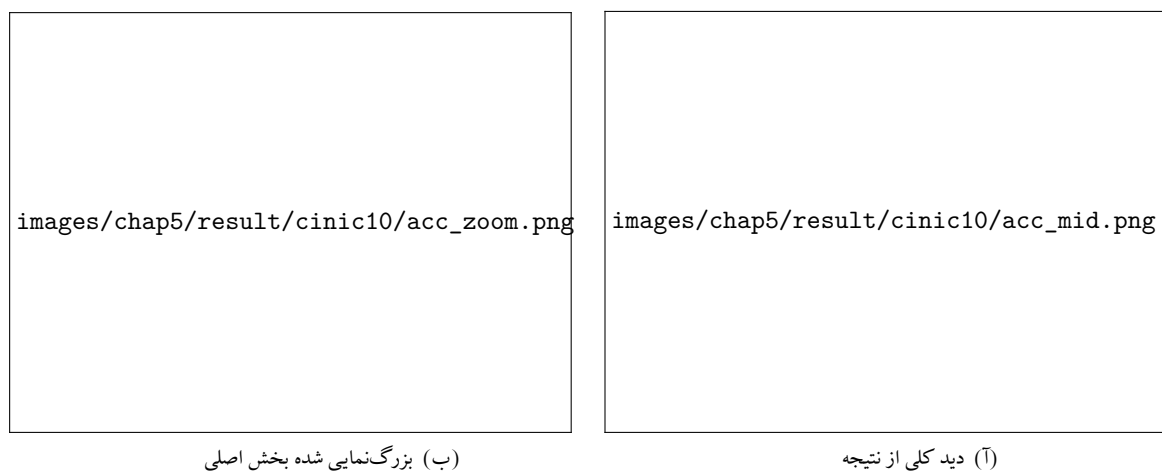 images/chap5/result/cinic10/acc_mid.png
images/chap5/result/cinic10/acc_zoom.png
(آ) دید کلی از نتیجه
(ب) بزرگ‌نمایی شده بخش اصلی